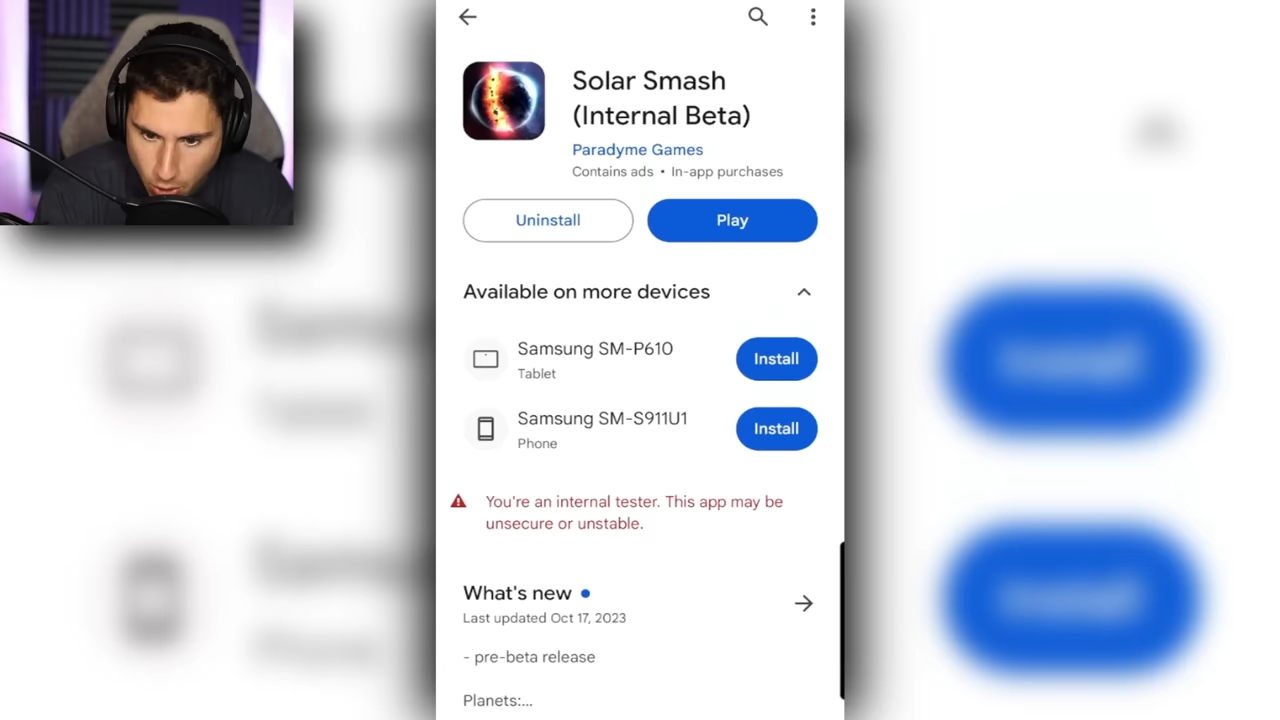 Solar Smash
(Internal Beta)
Paradyme Games
Contains ads • In-app purchases
Uninstall
Play
Available on more devices
Samsung SM-P610
Tablet
Install
Samsung SM-S911U1
Phone
Install
You're an internal tester. This app may be
unsecure or unstable.
What's new
Last updated Oct 17, 2023
- pre-beta release
Planets:...